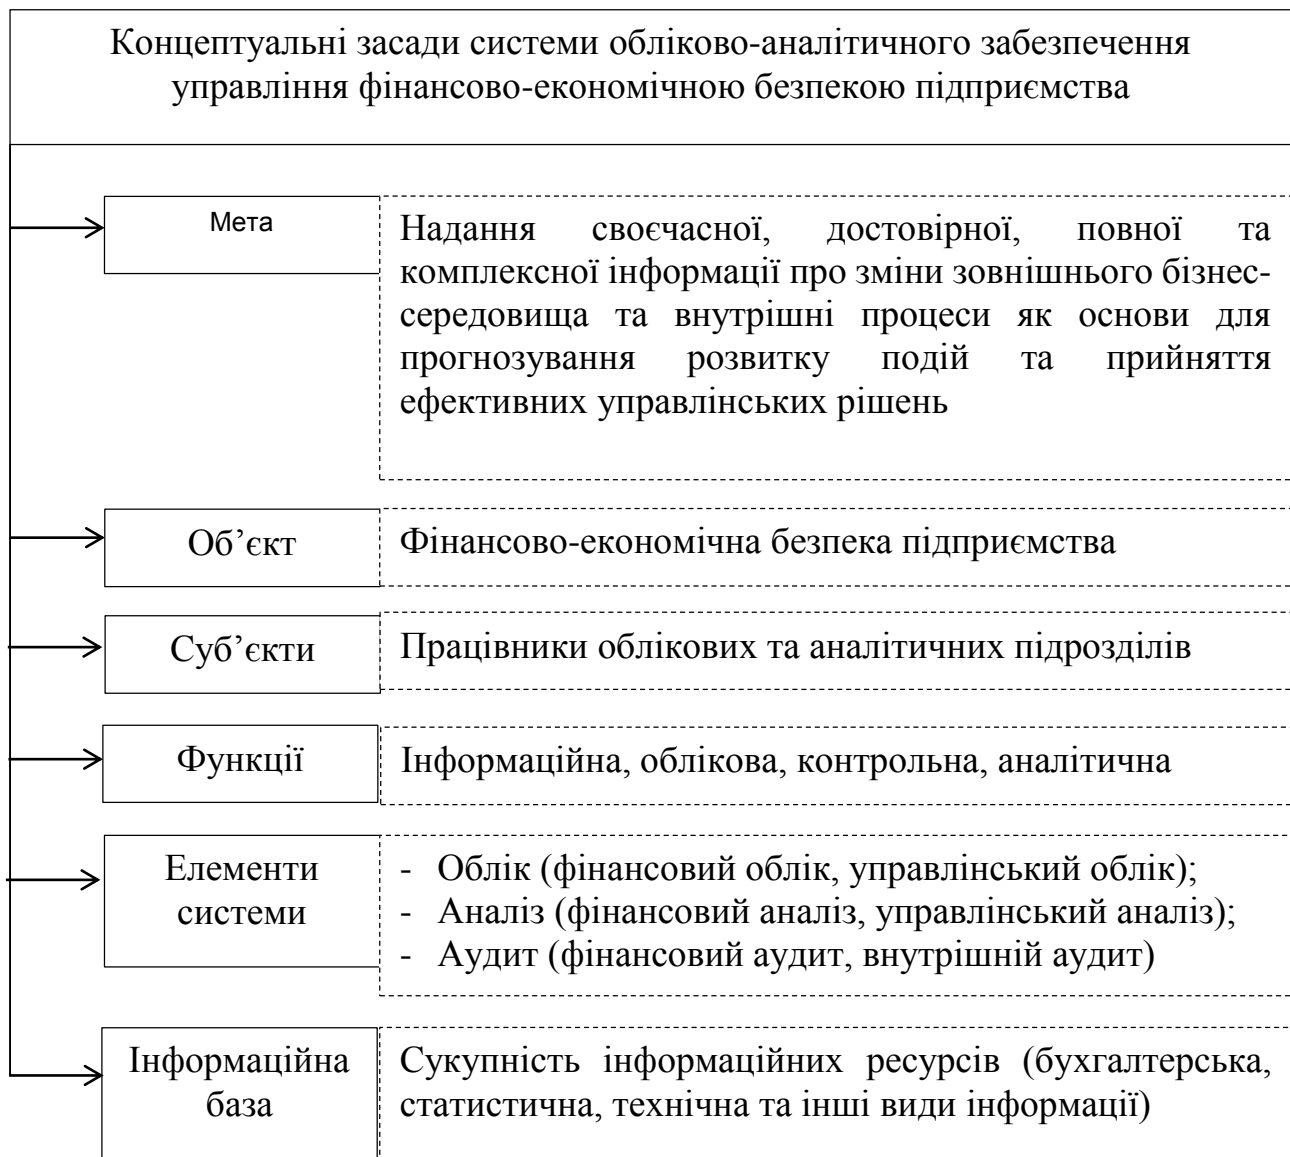 Концептуальні засади системи обліково-аналітичного забезпечення
управління фінансово-економічною безпекою підприємства
Мета
Надання своєчасної, достовірної, повної та
комплексної інформації про зміни зовнішнього бізнес-
середовища та внутрішні процеси як основи для
прогнозування розвитку подій та прийняття
ефективних управлінських рішень
Об’єкт
Фінансово-економічна безпека підприємства
Суб’єкти
Працівники облікових та аналітичних підрозділів
Функції
Інформаційна, облікова, контрольна, аналітична
Елементи
системи
- Облік (фінансовий облік, управлінський облік);
- Аналіз (фінансовий аналіз, управлінський аналіз);
- Аудит (фінансовий аудит, внутрішній аудит)
Інформаційна
база
Сукупність інформаційних ресурсів (бухгалтерська,
статистична, технічна та інші види інформації)